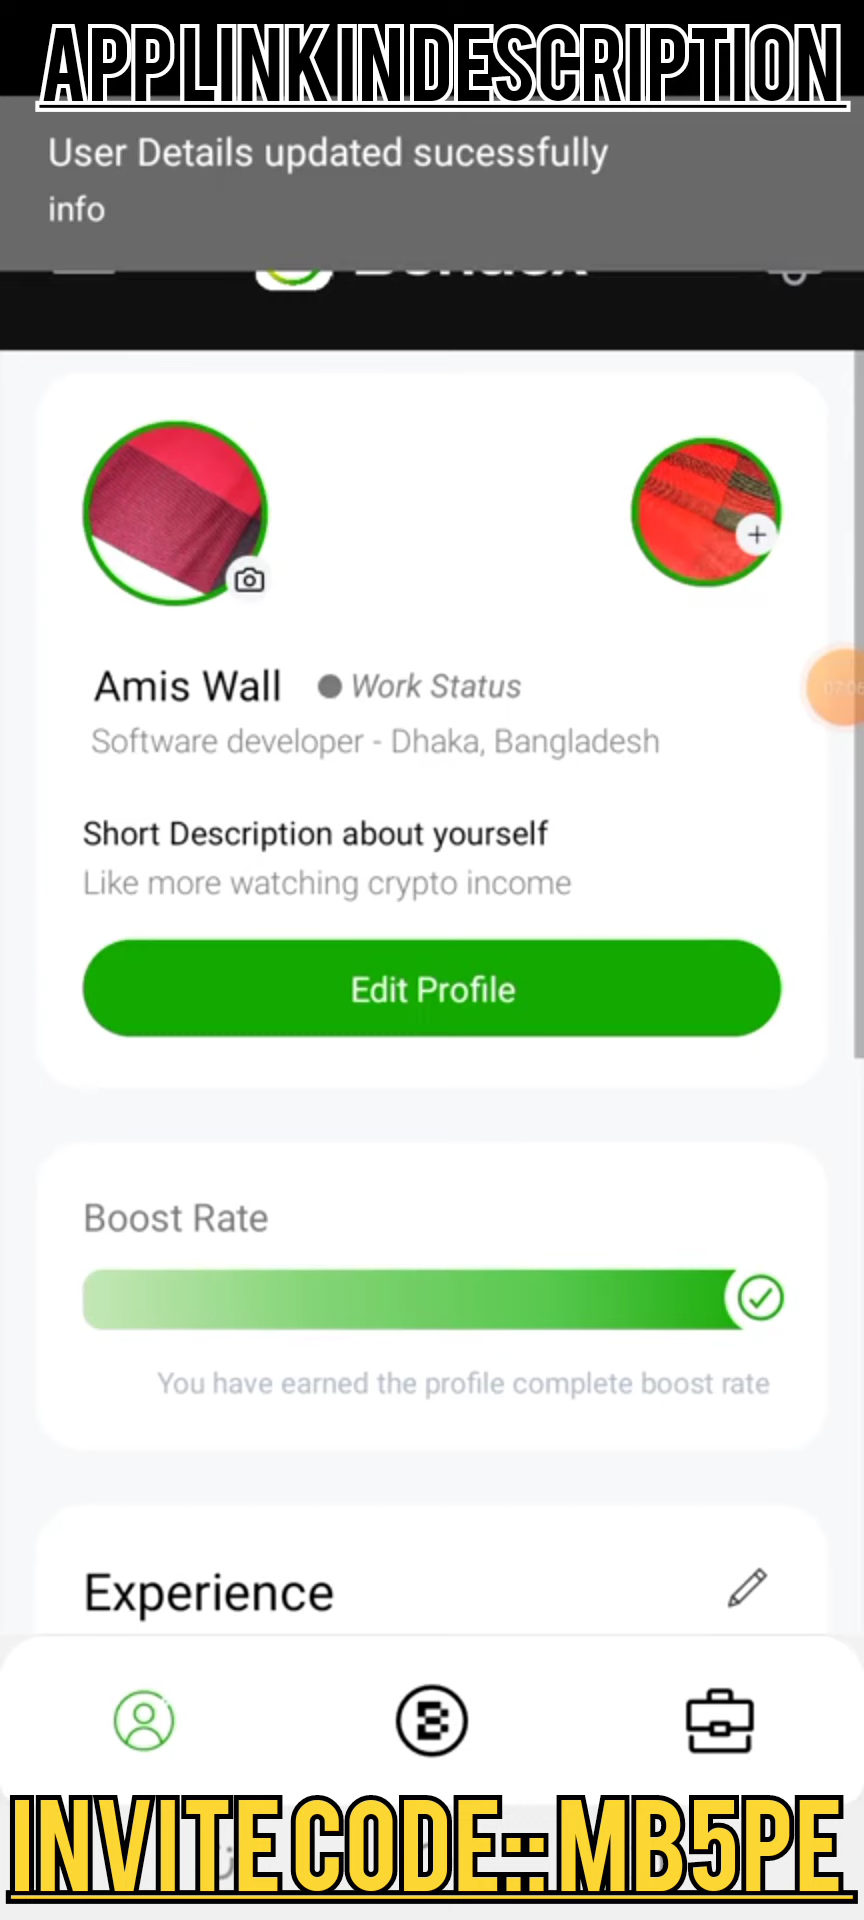 APP LINK IN DESCRIPTION
User Details updated sucessfully
info
Amis Wall
Work Status
Software developer - Dhaka, Bangladesh
Short Description about yourself
Like more watching crypto income
Edit Profile
Boost Rate
You have earned the profile complete boost rate
Experience
INVITE CODE:: MB5PE